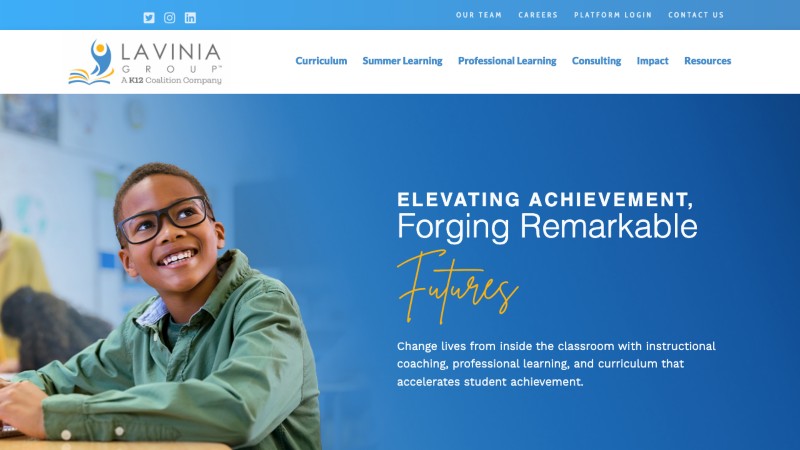 OUR TEAM CAREERS PLATFORM LOGIN CONTACT US
LAVINIA
GROUP™
A K12 Coalition Company
Curriculum Summer Learning Professional Learning Consulting Impact Resources
ELEVATING ACHIEVEMENT,
Forging Remarkable
Futures
Change lives from inside the classroom with instructional
coaching, professional learning, and curriculum that
accelerates student achievement.